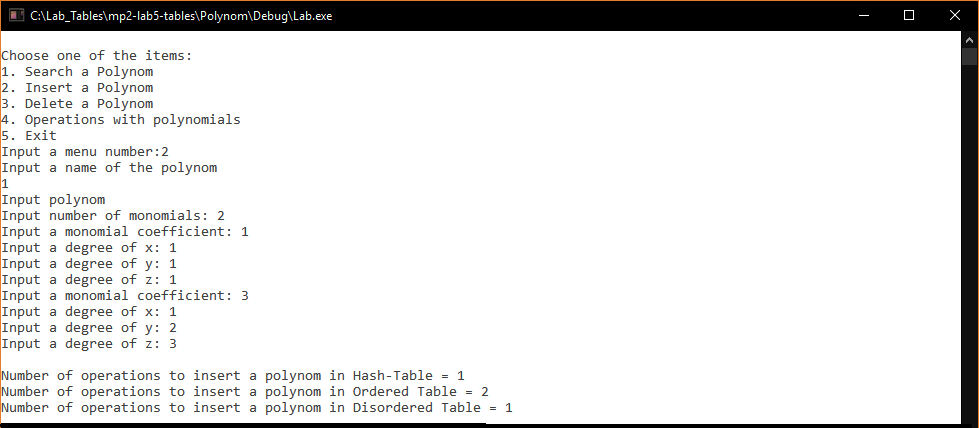 C:\Lab_Tables\mp2-lab5-tables\Polynom\Debug\Lab.exe
Choose one of the items:
1. Search a Polynom
2. Insert a Polynom
3. Delete a Polynom
4. Operations with polynomials
5. Exit
Input a menu number:2
Input a name of the polynom
1
Input polynom
Input number of monomials: 2
Input a monomial coefficient: 1
Input a degree of x: 1
Input a degree of y: 1
Input a degree of z: 1
Input a monomial coefficient: 3
Input a degree of x: 1
Input a degree of y: 2
Input a degree of z: 3
Number of operations to insert a polynom in Hash-Table = 1
Number of operations to insert a polynom in Ordered Table = 2
Number of operations to insert a polynom in Disordered Table = 1